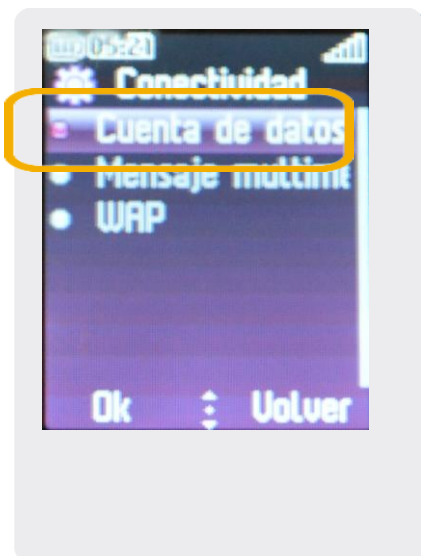 05:21
Conectividad
Cuenta de datos
Mensaje multime
WAP
Ok Volver